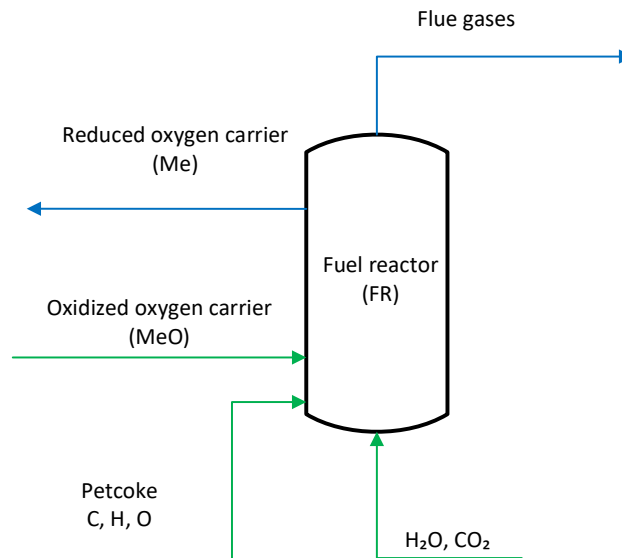 Flue gases
Reduced oxygen carrier
(Me)
Fuel reactor
(FR)
Oxidized oxygen carrier
(MeO)
Petcoke
C, H, O
H₂O, CO₂